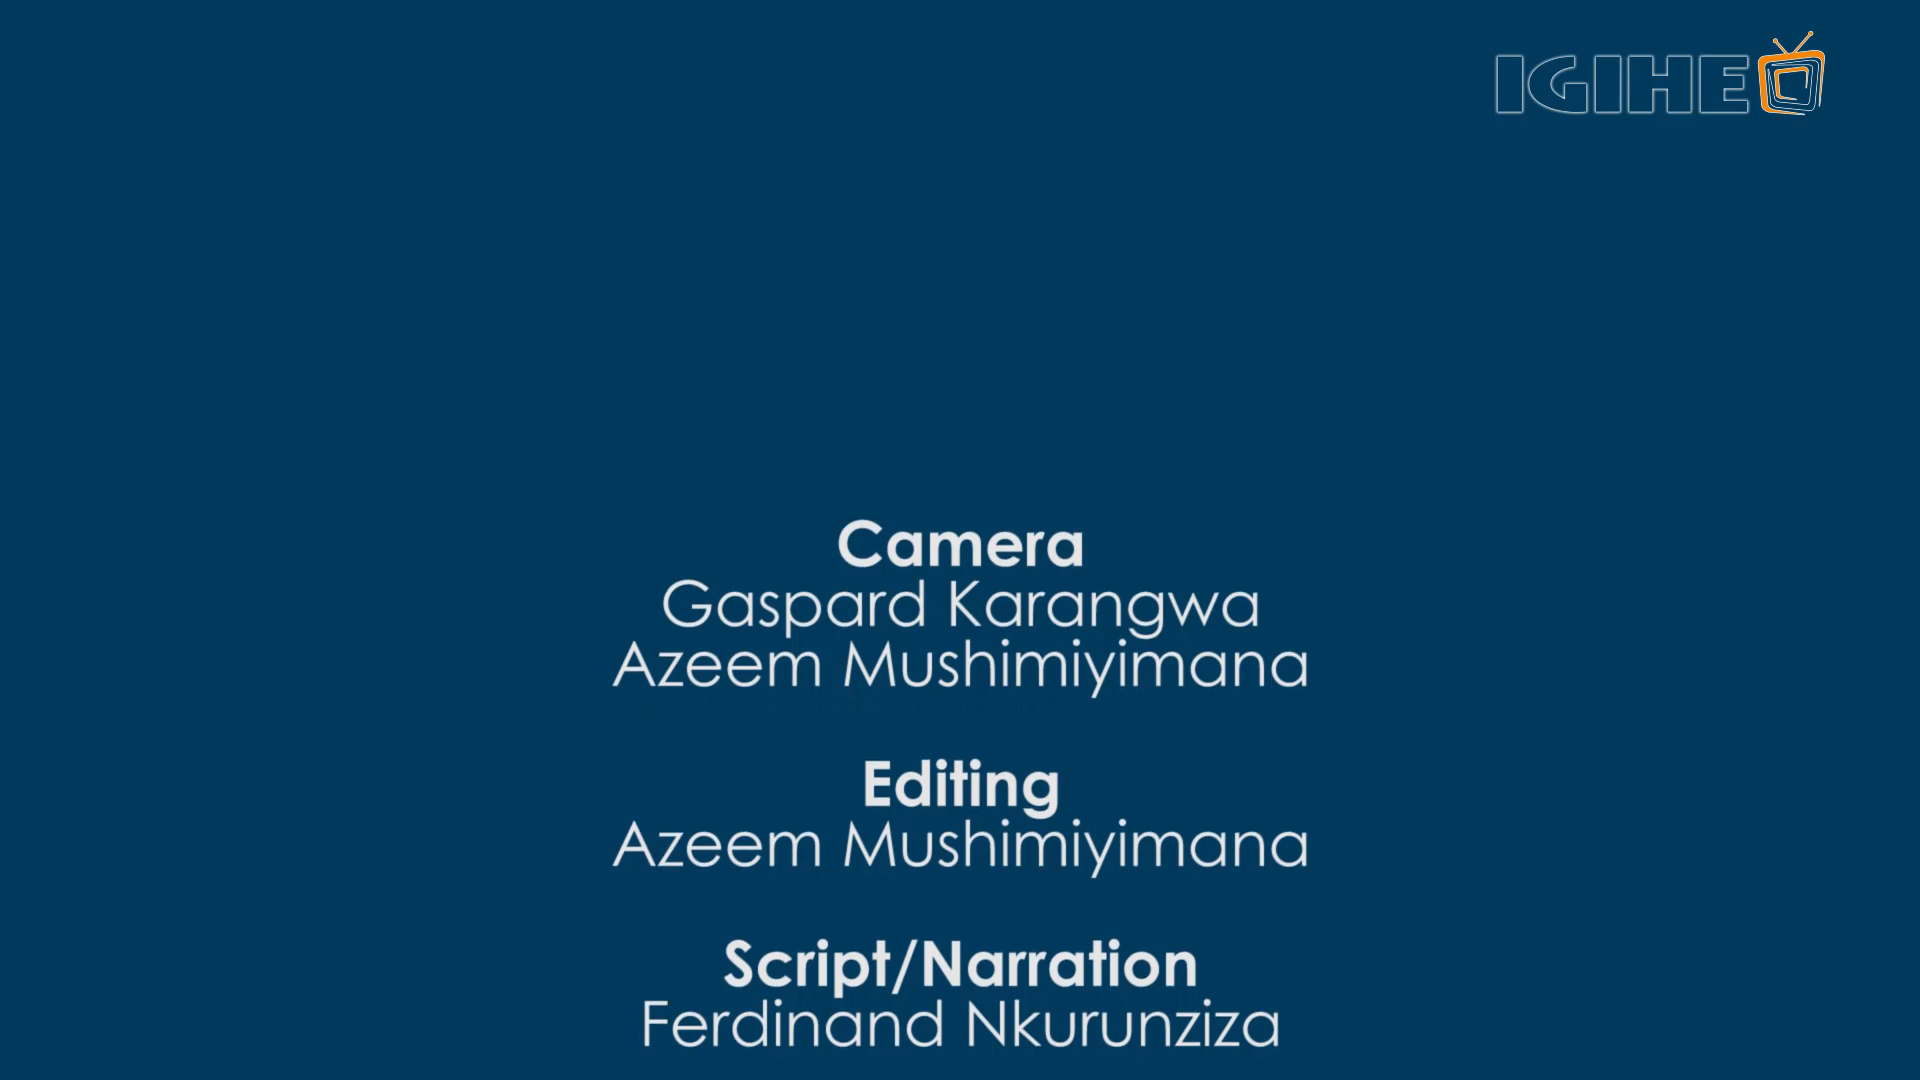 IGIHE
Camera
Gaspard Karangwa
Azeem Mushimiyimana
Editing
Azeem Mushimiyimana
Script/Narration
Ferdinand Nkurunziza